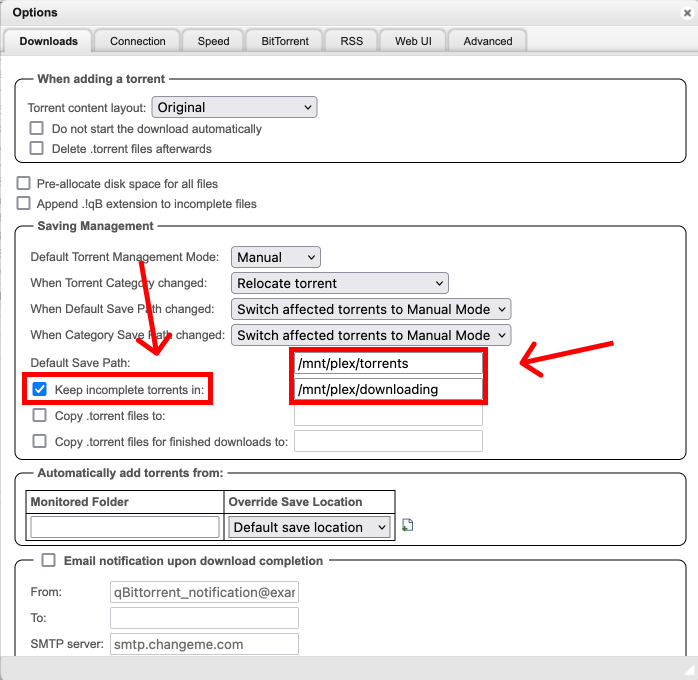 Options
Downloads Connection Speed BitTorrent RSS Web UI Advanced
When adding a torrent
Torrent content layout: Original
Do not start the download automatically
Delete .torrent files afterwards
Pre-allocate disk space for all files
Append .!qB extension to incomplete files
Saving Management
Default Torrent Management Mode: Manual
When Torrent Category changed: Relocate torrent
When Default Save Path changed: Switch affected torrents to Manual Mode
When Category Save Path changed: Switch affected torrents to Manual Mode
Default Save Path: /mnt/plex/torrents
Keep incomplete torrents in: /mnt/plex/downloading
Copy .torrent files to:
Copy .torrent files for finished downloads to:
Automatically add torrents from:
Monitored Folder Override Save Location
Default save location
Email notification upon download completion
From: qBittorrent_notification@exar
To:
SMTP server: smtp.changeme.com